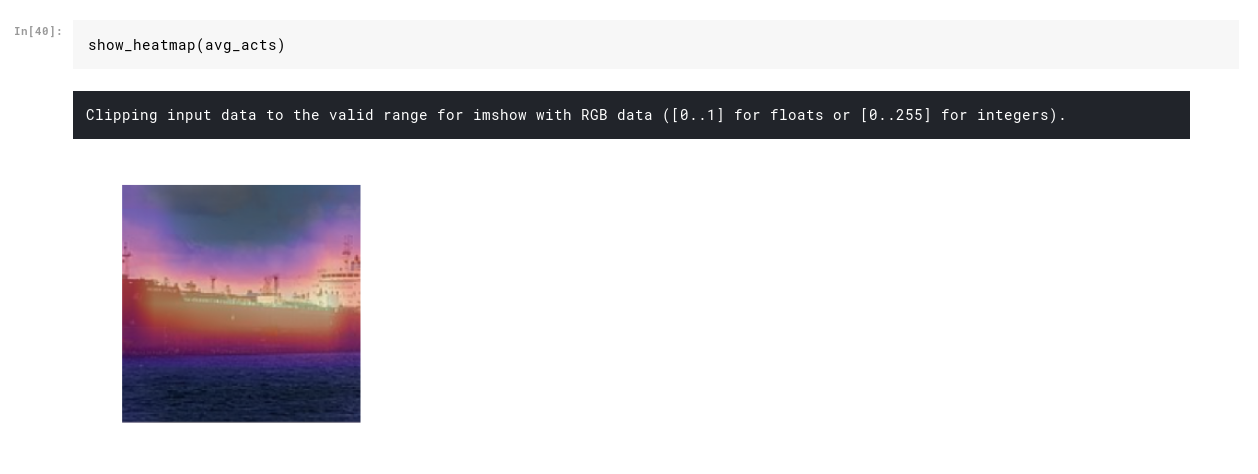 In[40]:
show_heatmap(avg_acts)
Clipping input data to the valid range for imshow with RGB data ([0..1] for floats or [0..255] for integers).